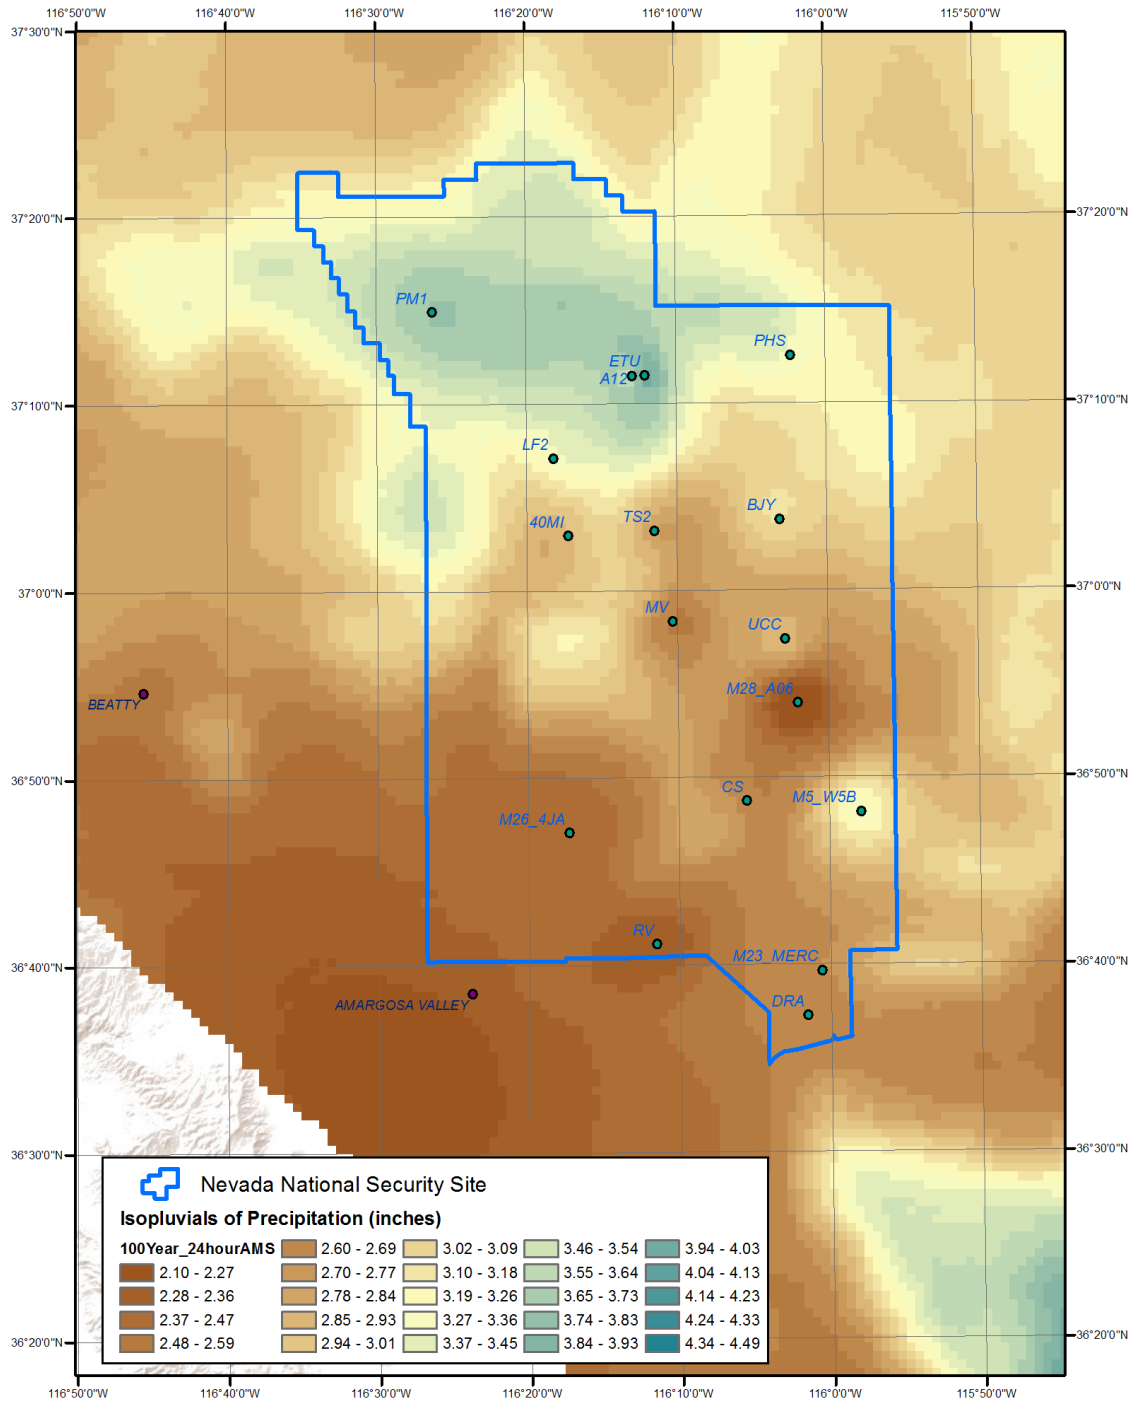 116°50'0"W 116°40'0"W 116°30'0"W 116°20'0"W 116°10'0"W 116°0'0"W 115°50'0"W
37°30'0"N
37°20'0"N 37°20'0"N
PM1
PHS
ETU
A12
37°10'0"N 37°10'0"N
LF2
BJY
TS2
40MI
37°0'0"N 37°0'0"N
MV
UCC
M28_A06
BEATTY
36°50'0"N 36°50'0"N
CS
M5_W5B
M26_4JA
RV
M23_MERC
36°40'0"N 36°40'0"N
DRA
AMARGOSA VALLEY
36°30'0"N 36°30'0"N
Nevada National Security Site
Isopluvials of Precipitation (inches)
100Year_24hourAMS 2.60 - 2.69 3.02 - 3.09 3.46 - 3.54 3.94 - 4.03
2.10 - 2.27 2.70 - 2.77 3.10 - 3.18 3.55 - 3.64 4.04 - 4.13
2.28 - 2.36 2.78 - 2.84 3.19 - 3.26 3.65 - 3.73 4.14 - 4.23
2.37 - 2.47 2.85 - 2.93 3.27 - 3.36 3.74 - 3.83 4.24 - 4.33
2.48 - 2.59 2.94 - 3.01 3.37 - 3.45 3.84 - 3.93 4.34 - 4.49
36°20'0"N 36°20'0"N
116°50'0"W 116°40'0"W 116°30'0"W 116°20'0"W 116°10'0"W 116°0'0"W 115°50'0"W